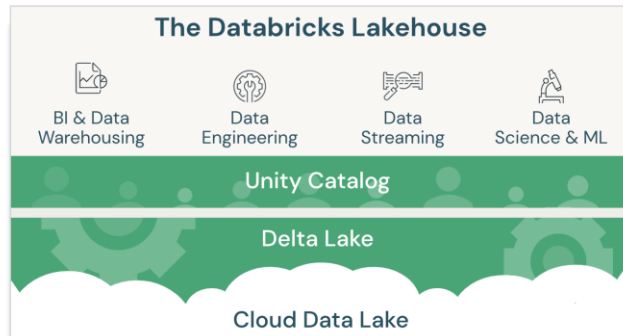 The Databricks Lakehouse
BI & Data
Warehousing
Data
Engineering
Data
Streaming
Data
Science & ML
Unity Catalog
Delta Lake
Cloud Data Lake